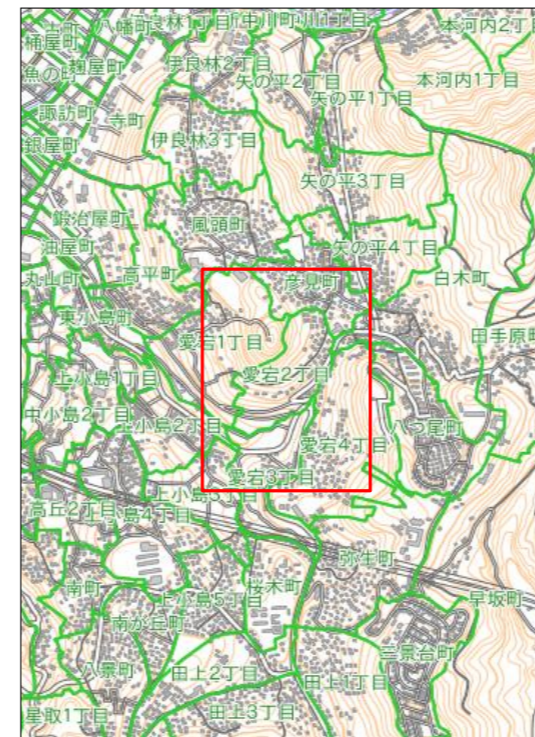 八幡町
伊良林1丁目
中川町
本河内2丁目
桶屋町
麹屋町
魚の町
伊良林2丁目
矢の平2丁目
本河内1丁目
矢の平1丁目
諏訪町
寺町
銀屋町
伊良林3丁目
矢の平3丁目
鍛治屋町
風頭町
油屋町
矢の平4丁目
丸山町
高平町
彦見町
白木町
東小島町
愛宕1丁目
田手原町
上小島1丁目
愛宕2丁目
中小島2丁目
上小島2丁目
八つ尾町
愛宕4丁目
愛宕3丁目
上小島3
高丘2丁目
上小島4丁目
弥生町
南町
上小島5丁目
桜木町
早坂町
南が丘町
三景台町
八景町
田上2丁目
田上1丁目
星取1丁目
田上3丁目